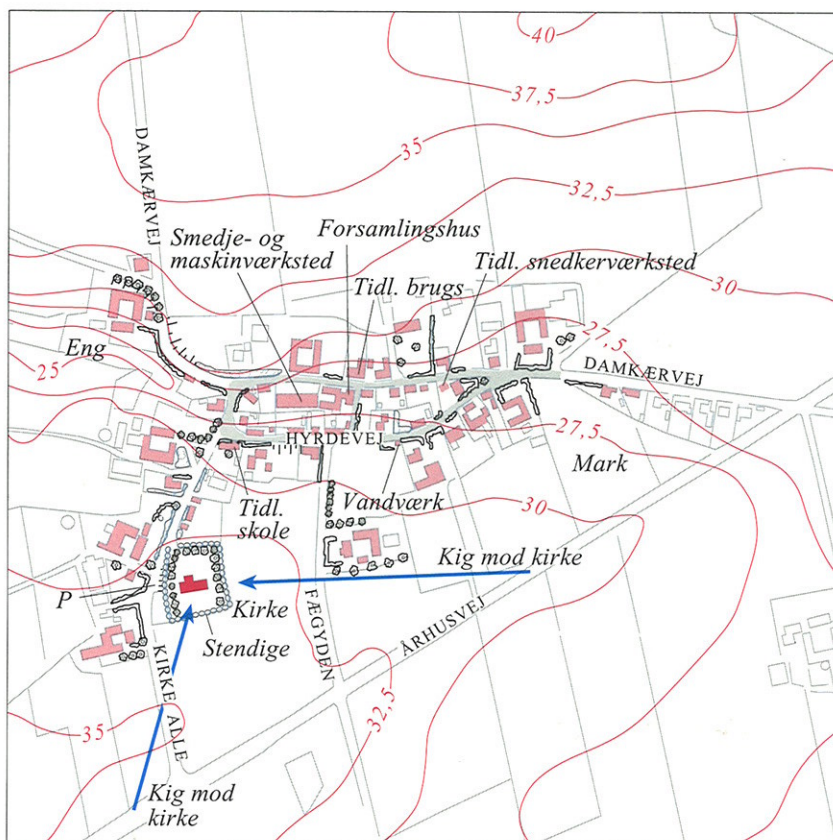 40
37,5
35
32,5
DAMKÆRVEJ
Forsamlingshus
Smedje- og
maskinværksted
Tidl. snedkerværksted
Tidl. brugs
30
27,5
Eng
25
DAMKÆRVEJ
27,5
HYRDEVEJ
Mark
Vandværk
30
Tidl.
skole
Kig mod kirke
P
Kirke
FÆGYDEN
ÅRHUSVEJ
Stendige
KIRKE ALLE
32,5
35
Kig mod
kirke